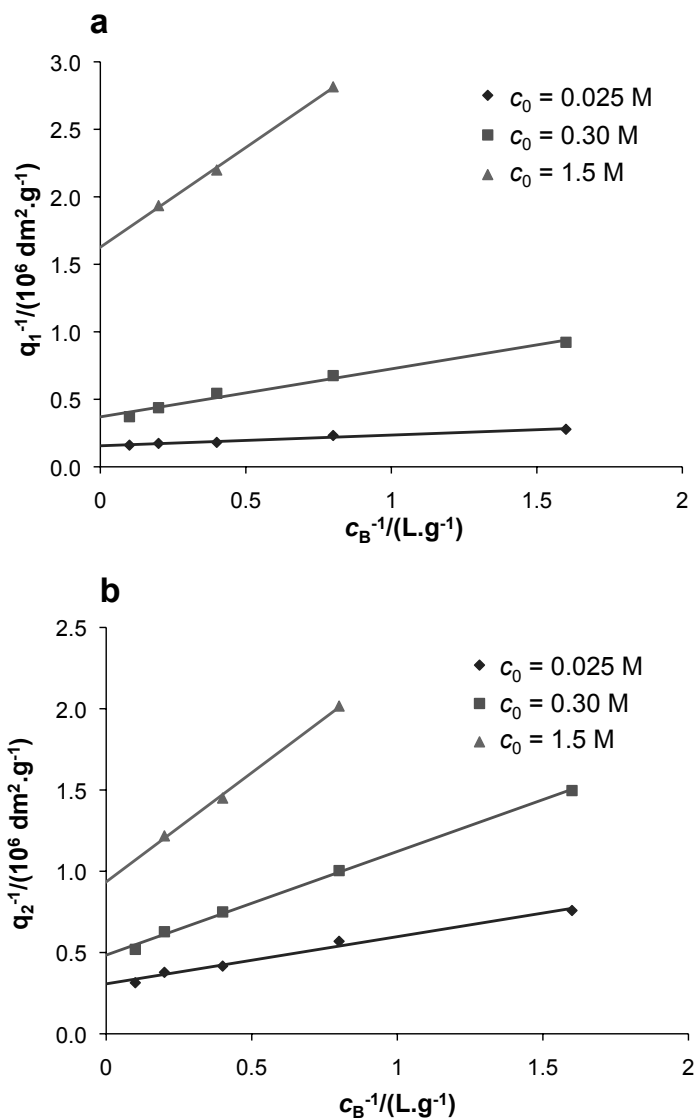 a
3.0
2.5
2.0
1.5
1.0
0.5
0.0
q₁⁻¹/(10⁶ dm².g⁻¹)
c₀ = 0.025 M
c₀ = 0.30 M
c₀ = 1.5 M
0 0.5 1 1.5 2
c_B⁻¹/(L.g⁻¹)
b
2.5
2.0
1.5
1.0
0.5
0.0
q₂⁻¹/(10⁶ dm².g⁻¹)
c₀ = 0.025 M
c₀ = 0.30 M
c₀ = 1.5 M
0 0.5 1 1.5 2
c_B⁻¹/(L.g⁻¹)